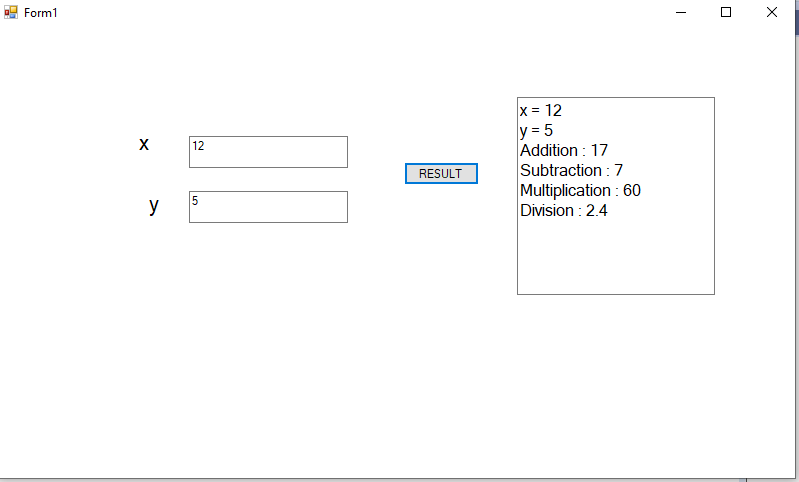 Form1
x
12
y
5
RESULT
x = 12
y = 5
Addition : 17
Subtraction : 7
Multiplication : 60
Division : 2.4